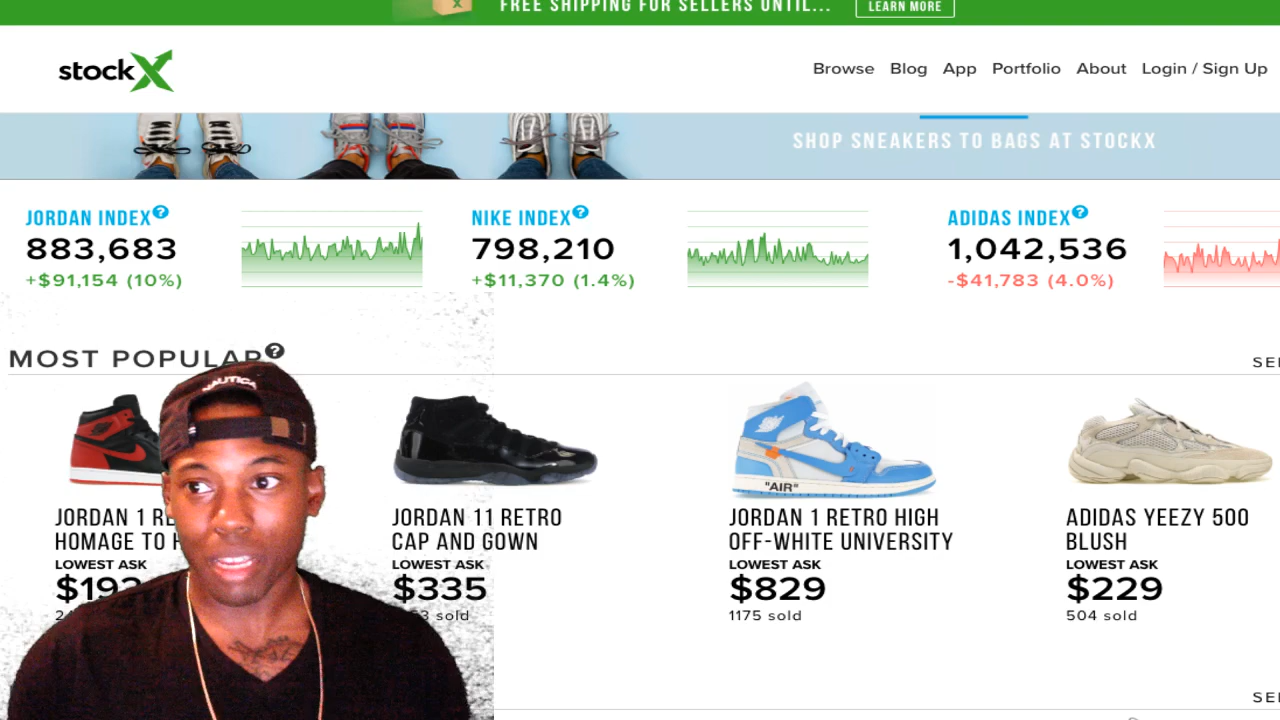 FREE SHIPPING FOR SELLERS UNTIL... LEARN MORE
stockX
Browse Blog App Portfolio About Login / Sign Up
SHOP SNEAKERS TO BAGS AT STOCKX
JORDAN INDEX?
883,683
+$91,154 (10%)
NIKE INDEX?
798,210
+$11,370 (1.4%)
ADIDAS INDEX?
1,042,536
-$41,783 (4.0%)
MOST POPULAR?
NAUTICA
JORDAN 1
HOMAGE TO
LOWEST ASK
JORDAN 11 RETRO
CAP AND GOWN
LOWEST ASK
$335
sold
"AIR"
JORDAN 1 RETRO HIGH
OFF-WHITE UNIVERSITY
LOWEST ASK
$829
1175 sold
ADIDAS YEEZY 500
BLUSH
LOWEST ASK
$229
504 sold